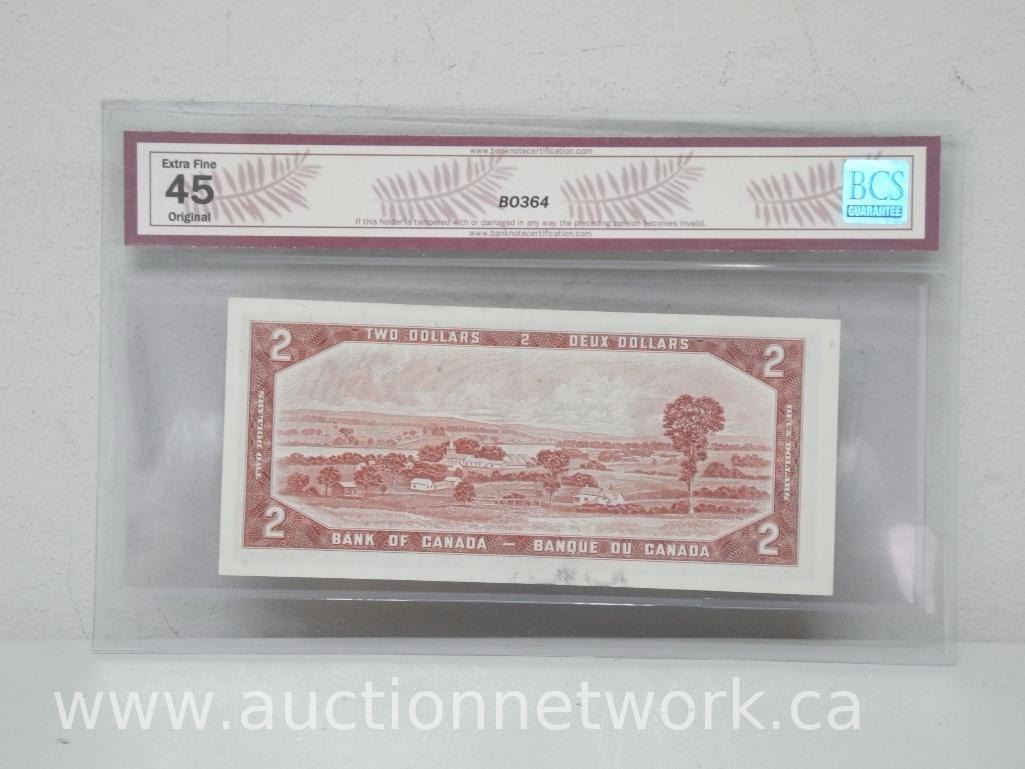 www.banknotecertification.com
Extra Fine
45
Original
BO364
If this holder is tampered with or damaged in any way the preceding opinion becomes invalid.
www.banknotecertification.com
BCS
GUARANTEE
2 TWO DOLLARS 2 DEUX DOLLARS 2
TWO DOLLARS
DEUX DOLLARS
2 BANK OF CANADA — BANQUE DU CANADA 2
www.auctionnetwork.ca